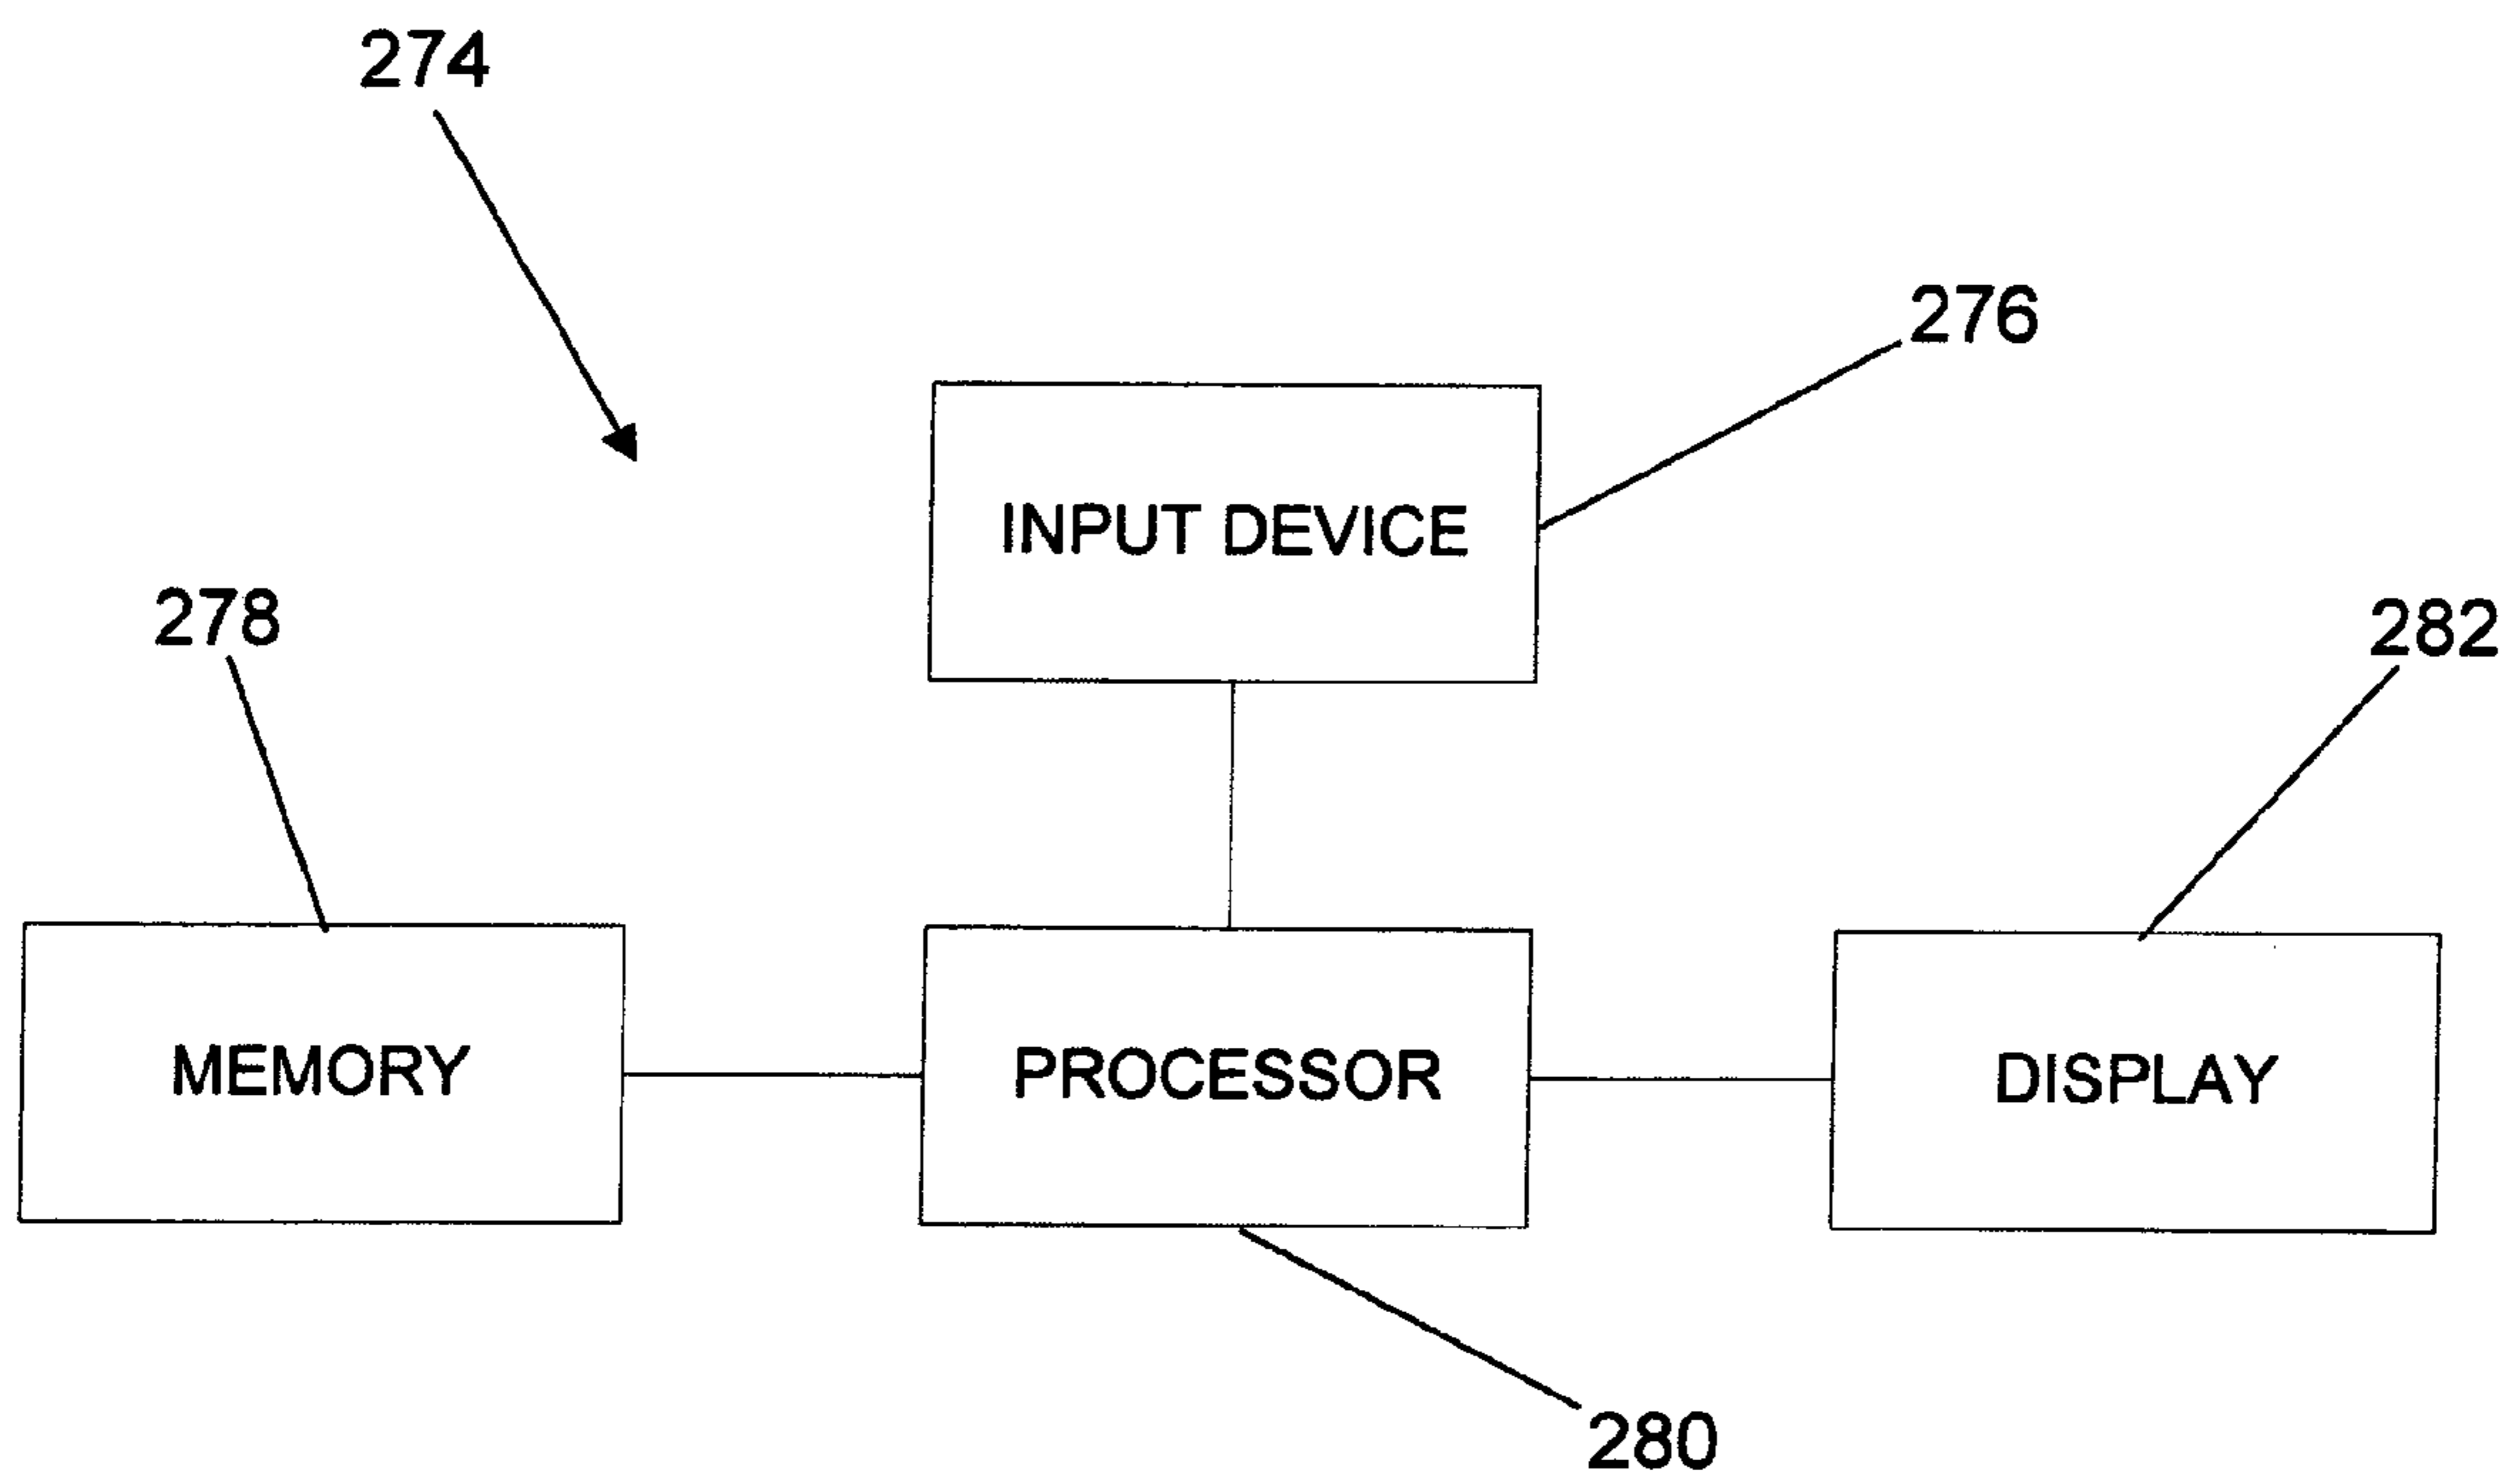 274
276
INPUT DEVICE
278
282
MEMORY
PROCESSOR
DISPLAY
280